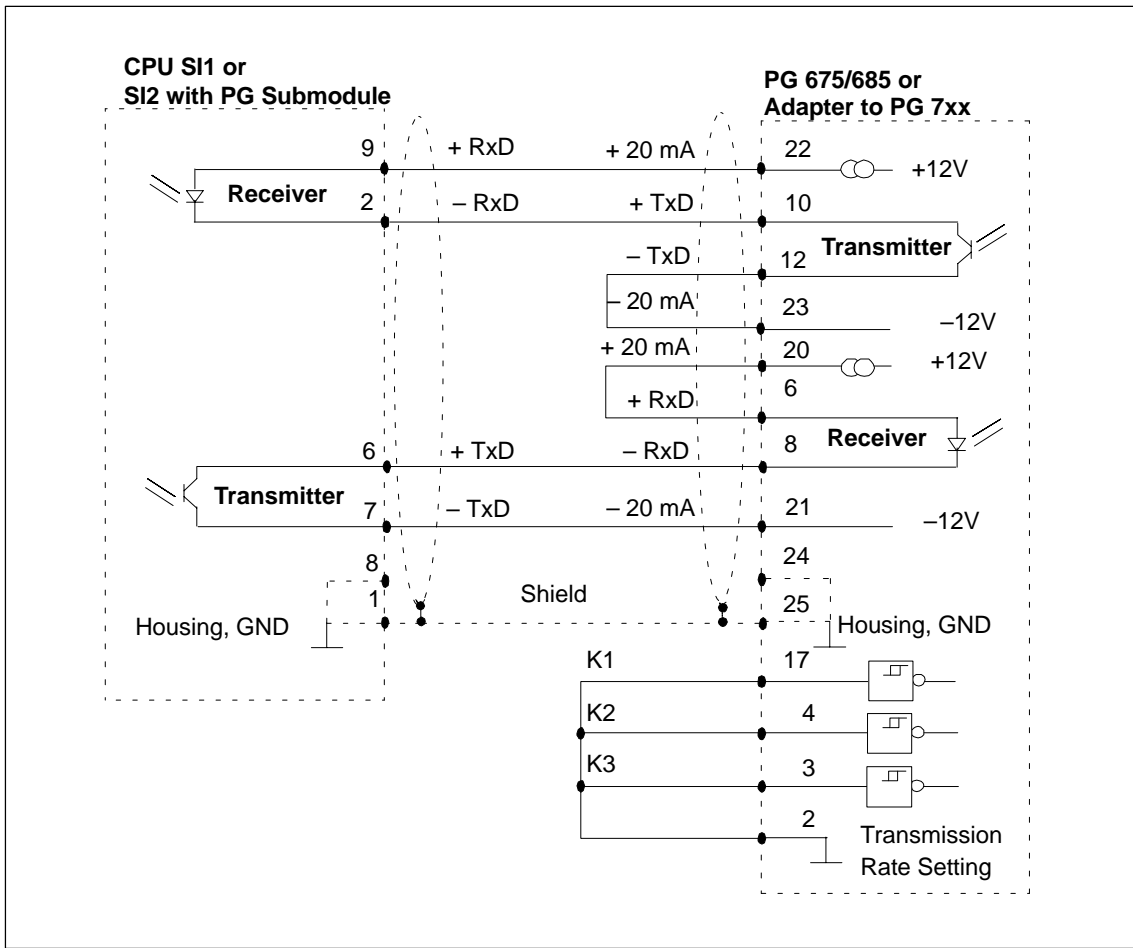 CPU SI1 or
SI2 with PG Submodule
PG 675/685 or
Adapter to PG 7xx
9 + RxD + 20 mA 22 +12V
Receiver
2 – RxD + TxD 10
Transmitter
– TxD 12
– 20 mA 23 –12V
+ 20 mA 20 +12V
+ RxD 6
Receiver
6 + TxD – RxD 8
Transmitter
7 – TxD – 20 mA 21 –12V
8 24
1 Shield 25
Housing, GND Housing, GND
K1 17
K2 4
K3 3
2 Transmission
Rate Setting